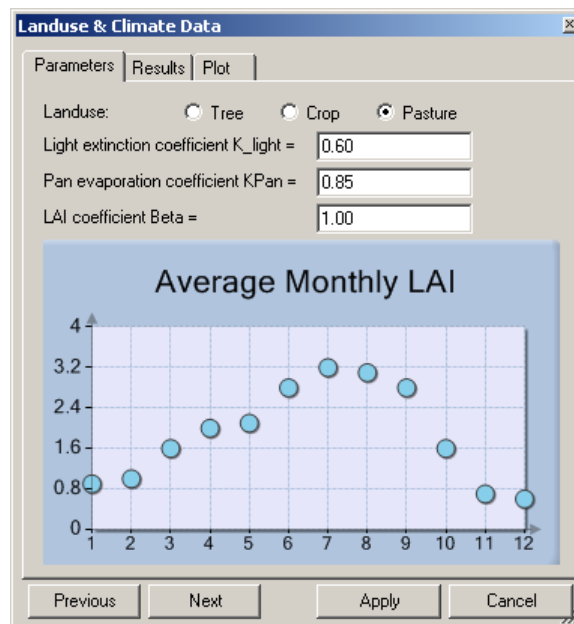 Landuse & Climate Data
Parameters Results Plot
Landuse: Tree Crop Pasture
Light extinction coefficient K_light = 0.60
Pan evaporation coefficient KPan = 0.85
LAI coefficient Beta = 1.00
Average Monthly LAI
4
3.2
2.4
1.6
0.8
0
1 2 3 4 5 6 7 8 9 10 11 12
Previous Next Apply Cancel